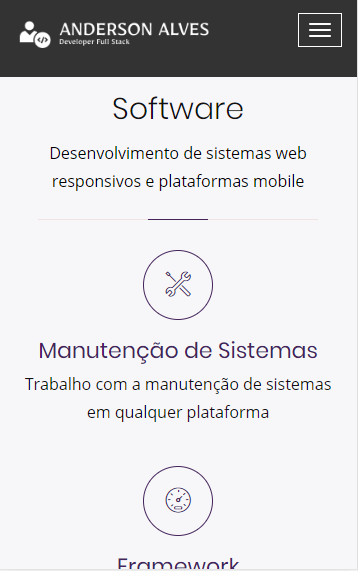 ANDERSON ALVES
Developer Full Stack
Software
Desenvolvimento de sistemas web
responsivos e plataformas mobile
Manutenção de Sistemas
Trabalho com a manutenção de sistemas
em qualquer plataforma
Framework